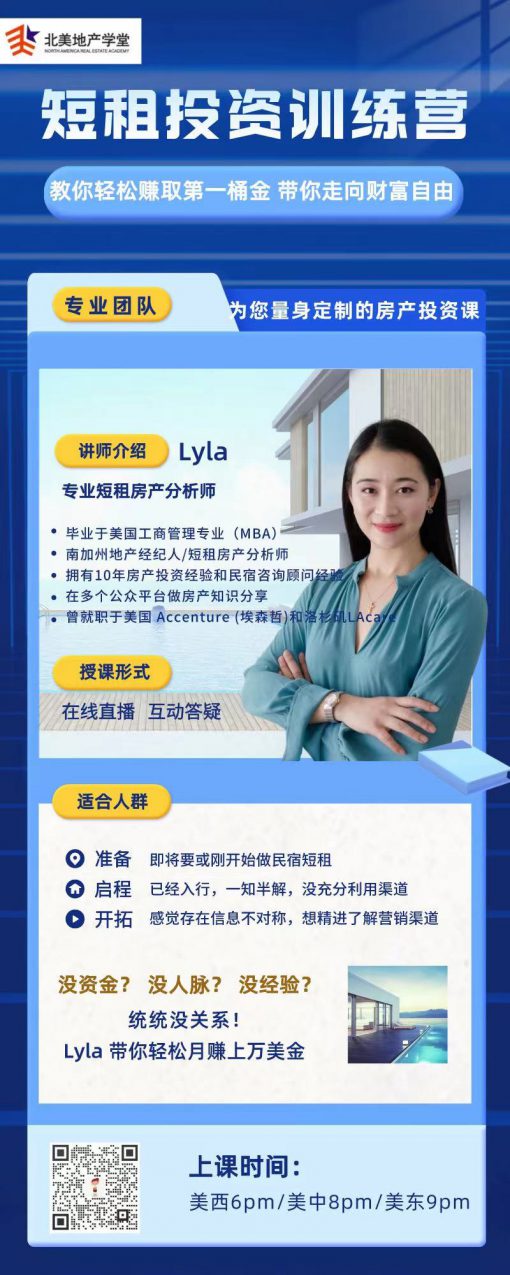 北美地产学堂
NORTH AMERICA REAL ESTATE ACADEMY
短租投资训练营
教你轻松赚取第一桶金 带你走向财富自由
专业团队
为您量身定制的房产投资课
讲师介绍 Lyla
专业短租房产分析师
• 毕业于美国工商管理专业（MBA）
• 南加州地产经纪人/短租房产分析师
• 拥有10年房产投资经验和民宿咨询顾问经验
• 在多个公众平台做房产知识分享
• 曾就职于美国 Accenture (埃森哲)和洛杉矶LAcare
授课形式
在线直播 互动答疑
适合人群
准备 即将要或刚开始做民宿短租
启程 已经入行，一知半解，没充分利用渠道
开拓 感觉存在信息不对称，想精进了解营销渠道
没资金？ 没人脉？ 没经验？
统统没关系！
Lyla 带你轻松月赚上万美金
上课时间：
美西6pm/美中8pm/美东9pm